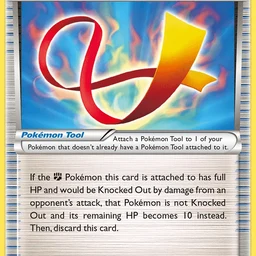 Pokémon Tool
Attach a Pokémon Tool to 1 of your
Pokémon that doesn't already have a Pokémon Tool attached to it.
If the Pokémon this card is attached to has full
HP and would be Knocked Out by damage from an
opponent's attack, that Pokémon is not Knocked
Out and its remaining HP becomes 10 instead.
Then, discard this card.